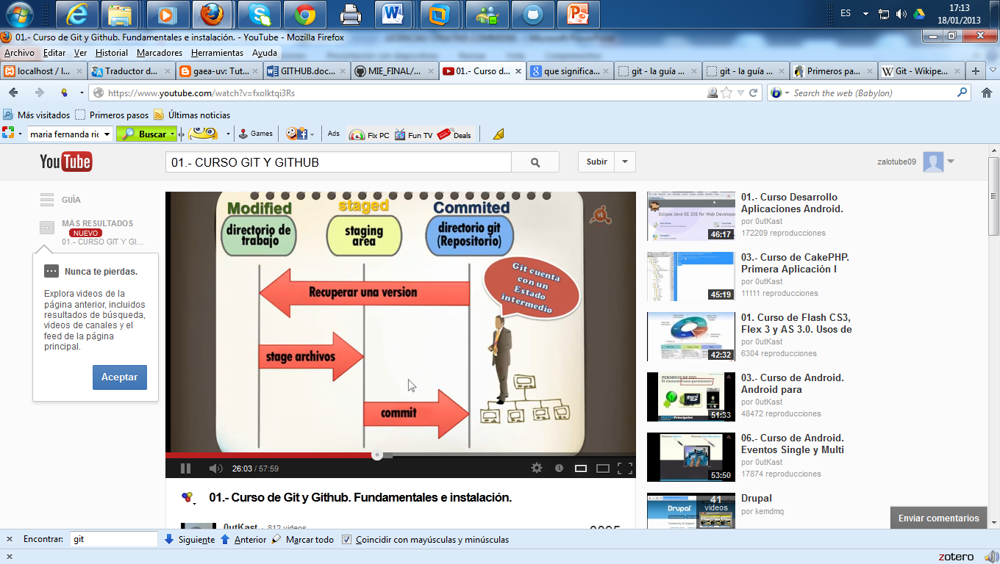 ES
17:13
18/01/2013
01.- Curso de Git y Github. Fundamentales e instalación. - YouTube - Mozilla Firefox
Archivo Editar Ver Historial Marcadores Herramientas Ayuda
localhost / l...
Traductor d...
gaea-uv: Tut...
GITHUB.doc...
MIE_FINAL/...
01.- Curso d...
que significa...
git - la guía ...
git - la guía ...
Primeros pa...
Git - Wikipe...
https://www.youtube.com/watch?v=fxolktqi3Rs
Search the web (Babylon)
Más visitados Primeros pasos Últimas noticias
maria fernanda ric
Buscar
Games
Ads
Fix PC
Fun TV
Deals
YouTube
01.- CURSO GIT Y GITHUB
Subir
zalotube09
GUÍA
MÁS RESULTADOS
NUEVO
01.- CURSO GIT Y GI...
Nunca te pierdas.
Explora videos de la
página anterior, incluidos
resultados de búsqueda,
videos de canales y el
feed de la página
principal.
Aceptar
Modified
staged
Commited
directorio de
trabajo
staging
area
directorio git
(Repositorio)
Recuperar una version
Git cuenta
con un
Estado
intermedio
stage archivos
commit
26:03 / 57:59
01.- Curso de Git y Github. Fundamentales e instalación.
0utKast · 812 videos
Eclipse Java EE IDE for Web Develope
46:17
01.- Curso Desarrollo
Aplicaciones Android.
por 0utKast
172209 reproducciones
45:19
03.- Curso de CakePHP.
Primera Aplicación I
por 0utKast
11111 reproducciones
42:32
01. Curso de Flash CS3,
Flex 3 y AS 3.0. Usos de
por 0utKast
6304 reproducciones
PERMISOS DE USO
51:33
03.- Curso de Android.
Android para
por 0utKast
48472 reproducciones
53:50
06.- Curso de Android.
Eventos Single y Multi
por 0utKast
17874 reproducciones
Drupal
41
videos
Drupal
por kemdmq
Enviar comentarios
Encontrar: git Siguiente Anterior Marcar todo Coincidir con mayúsculas y minúsculas
zotero